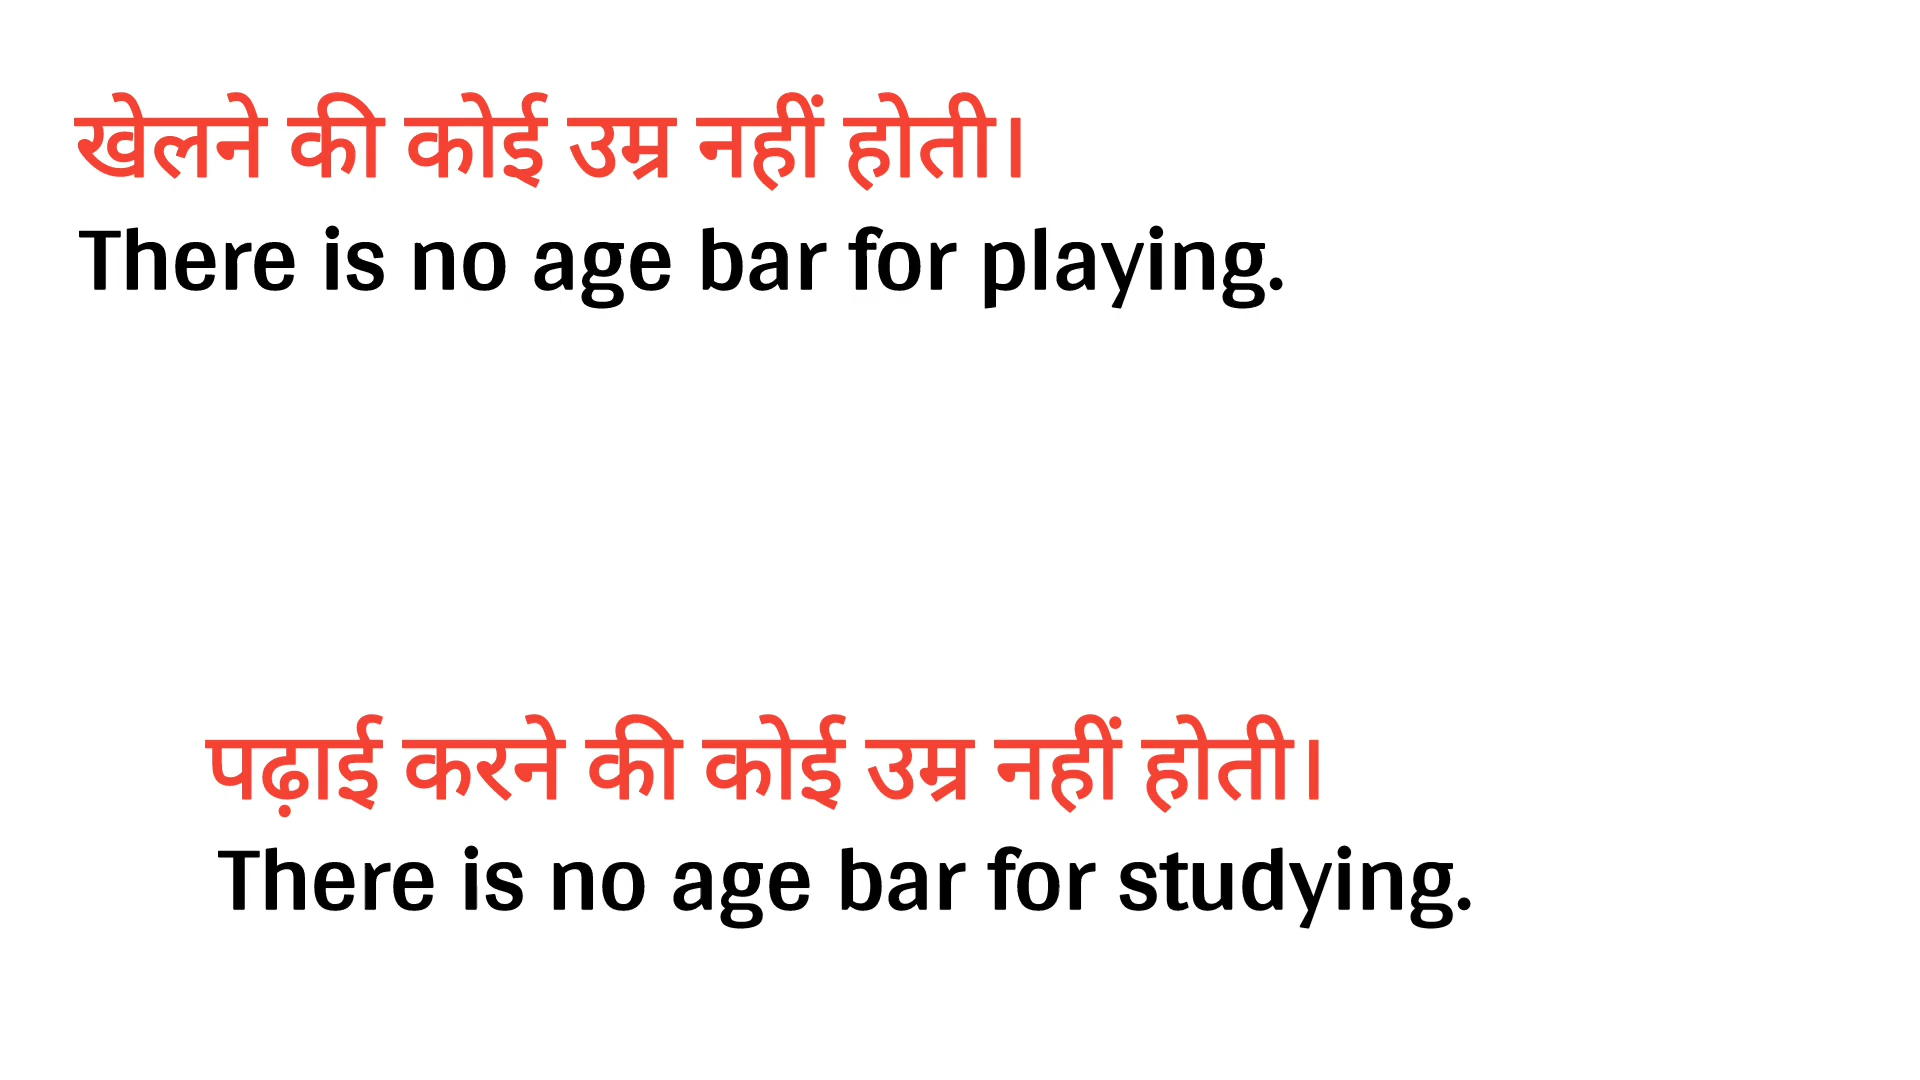 खेलने की कोई उम्र नहीं होती।
There is no age bar for playing.
पढ़ाई करने की कोई उम्र नहीं होती।
There is no age bar for studying.